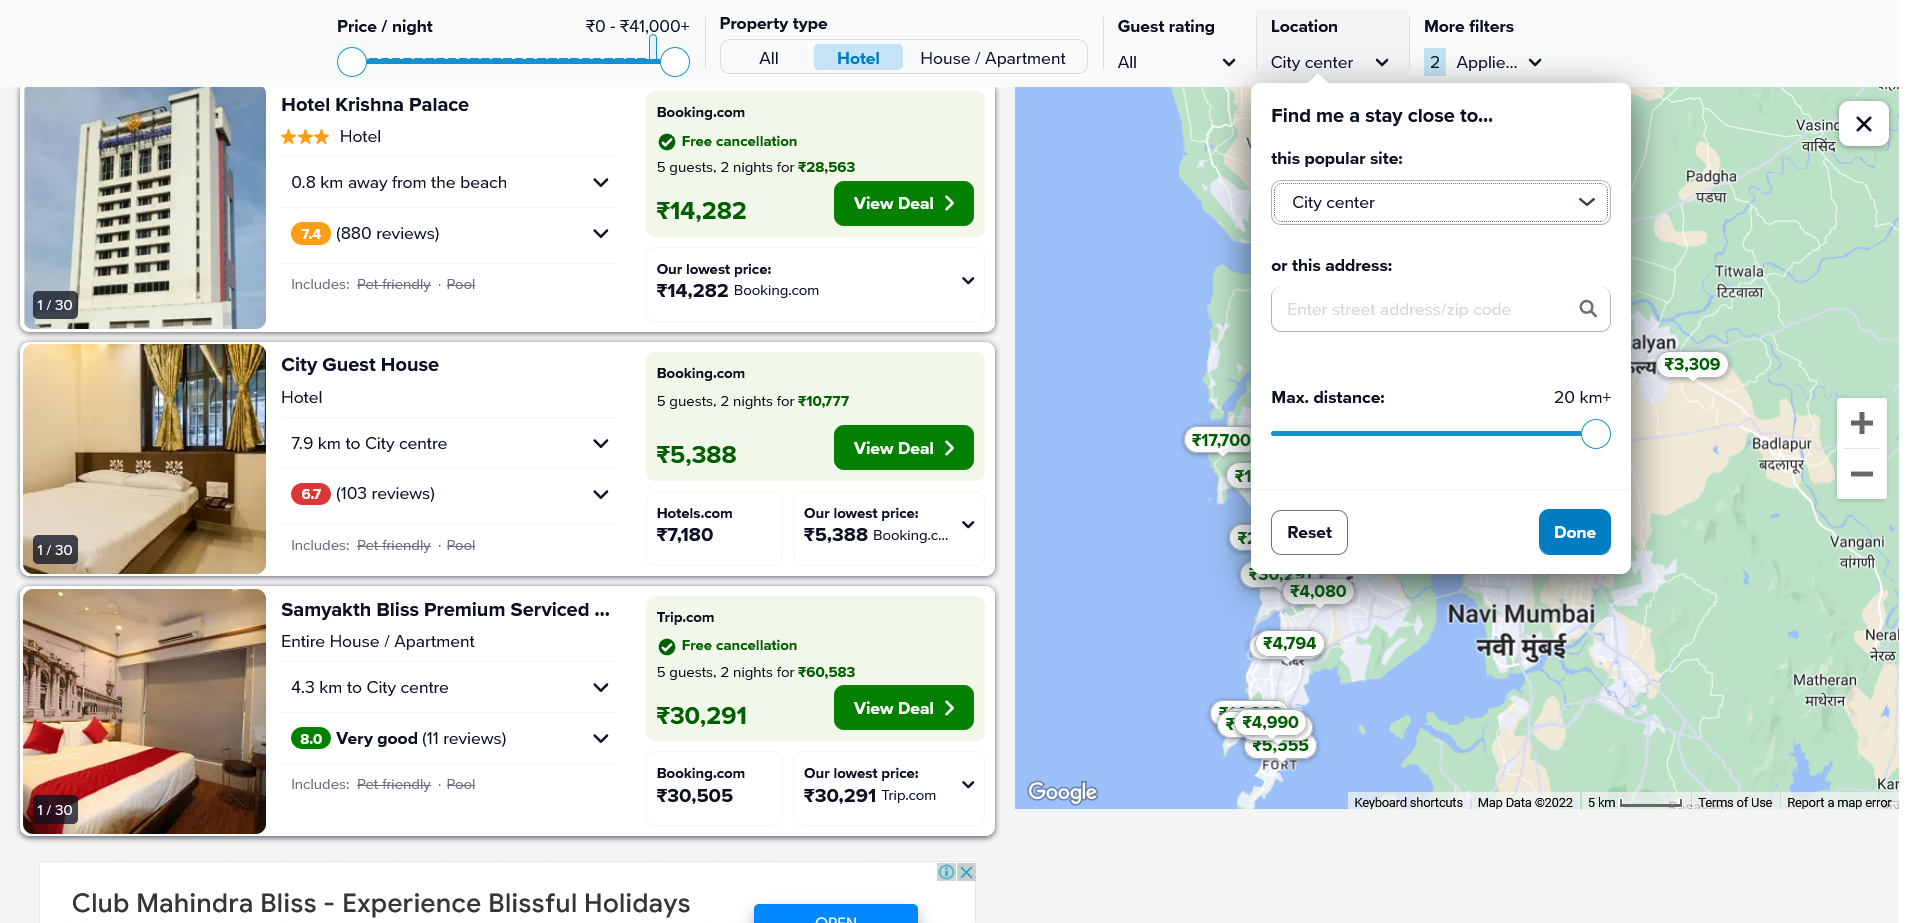 Price / night
₹0 - ₹41,000+
Property type
All
Hotel
House / Apartment
Guest rating
All
Location
City center
More filters
2 Applie...
Hotel Krishna Palace
Hotel
0.8 km away from the beach
7.4 (880 reviews)
Includes: Pet friendly · Pool
1 / 30
Booking.com
Free cancellation
5 guests, 2 nights for ₹28,563
₹14,282
View Deal
Our lowest price:
₹14,282 Booking.com
City Guest House
Hotel
7.9 km to City centre
6.7 (103 reviews)
Includes: Pet friendly · Pool
1 / 30
Booking.com
5 guests, 2 nights for ₹10,777
₹5,388
View Deal
Hotels.com
₹7,180
Our lowest price:
₹5,388 Booking.c...
Samyakth Bliss Premium Serviced ...
Entire House / Apartment
4.3 km to City centre
8.0 Very good (11 reviews)
Includes: Pet friendly · Pool
1 / 30
Trip.com
Free cancellation
5 guests, 2 nights for ₹60,583
₹30,291
View Deal
Booking.com
₹30,505
Our lowest price:
₹30,291 Trip.com
Club Mahindra Bliss - Experience Blissful Holidays
OPEN
Find me a stay close to...
this popular site:
City center
or this address:
Enter street address/zip code
Max. distance:
20 km+
Reset
Done
वासिंद
Padgha
पडघा
Titwala
टिटवाळा
₹3,309
₹17,700
Badlapur
बदलापूर
Vangani
वांगणी
₹30,291
₹4,080
Navi Mumbai
नवी मुंबई
₹4,794
नेरळ
Matheran
माथेरान
₹4,990
₹5,555
FORT
Google
Keyboard shortcuts
Map Data ©2022
5 km
Terms of Use
Report a map error